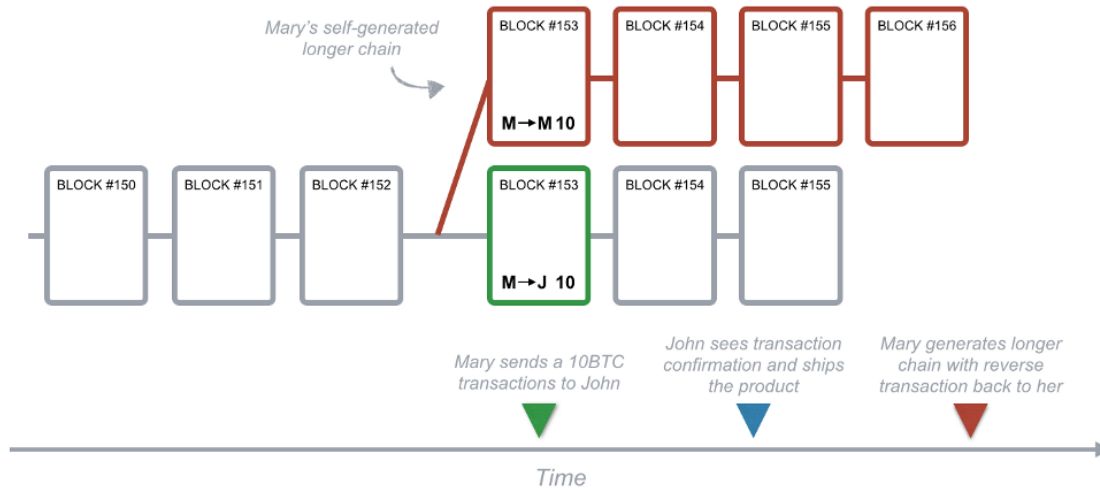 Mary's self-generated
longer chain
BLOCK #153
BLOCK #154
BLOCK #155
BLOCK #156
M→M 10
BLOCK #150
BLOCK #151
BLOCK #152
BLOCK #153
BLOCK #154
BLOCK #155
M→J 10
Mary sends a 10BTC
transactions to John
John sees transaction
confirmation and ships
the product
Mary generates longer
chain with reverse
transaction back to her
Time